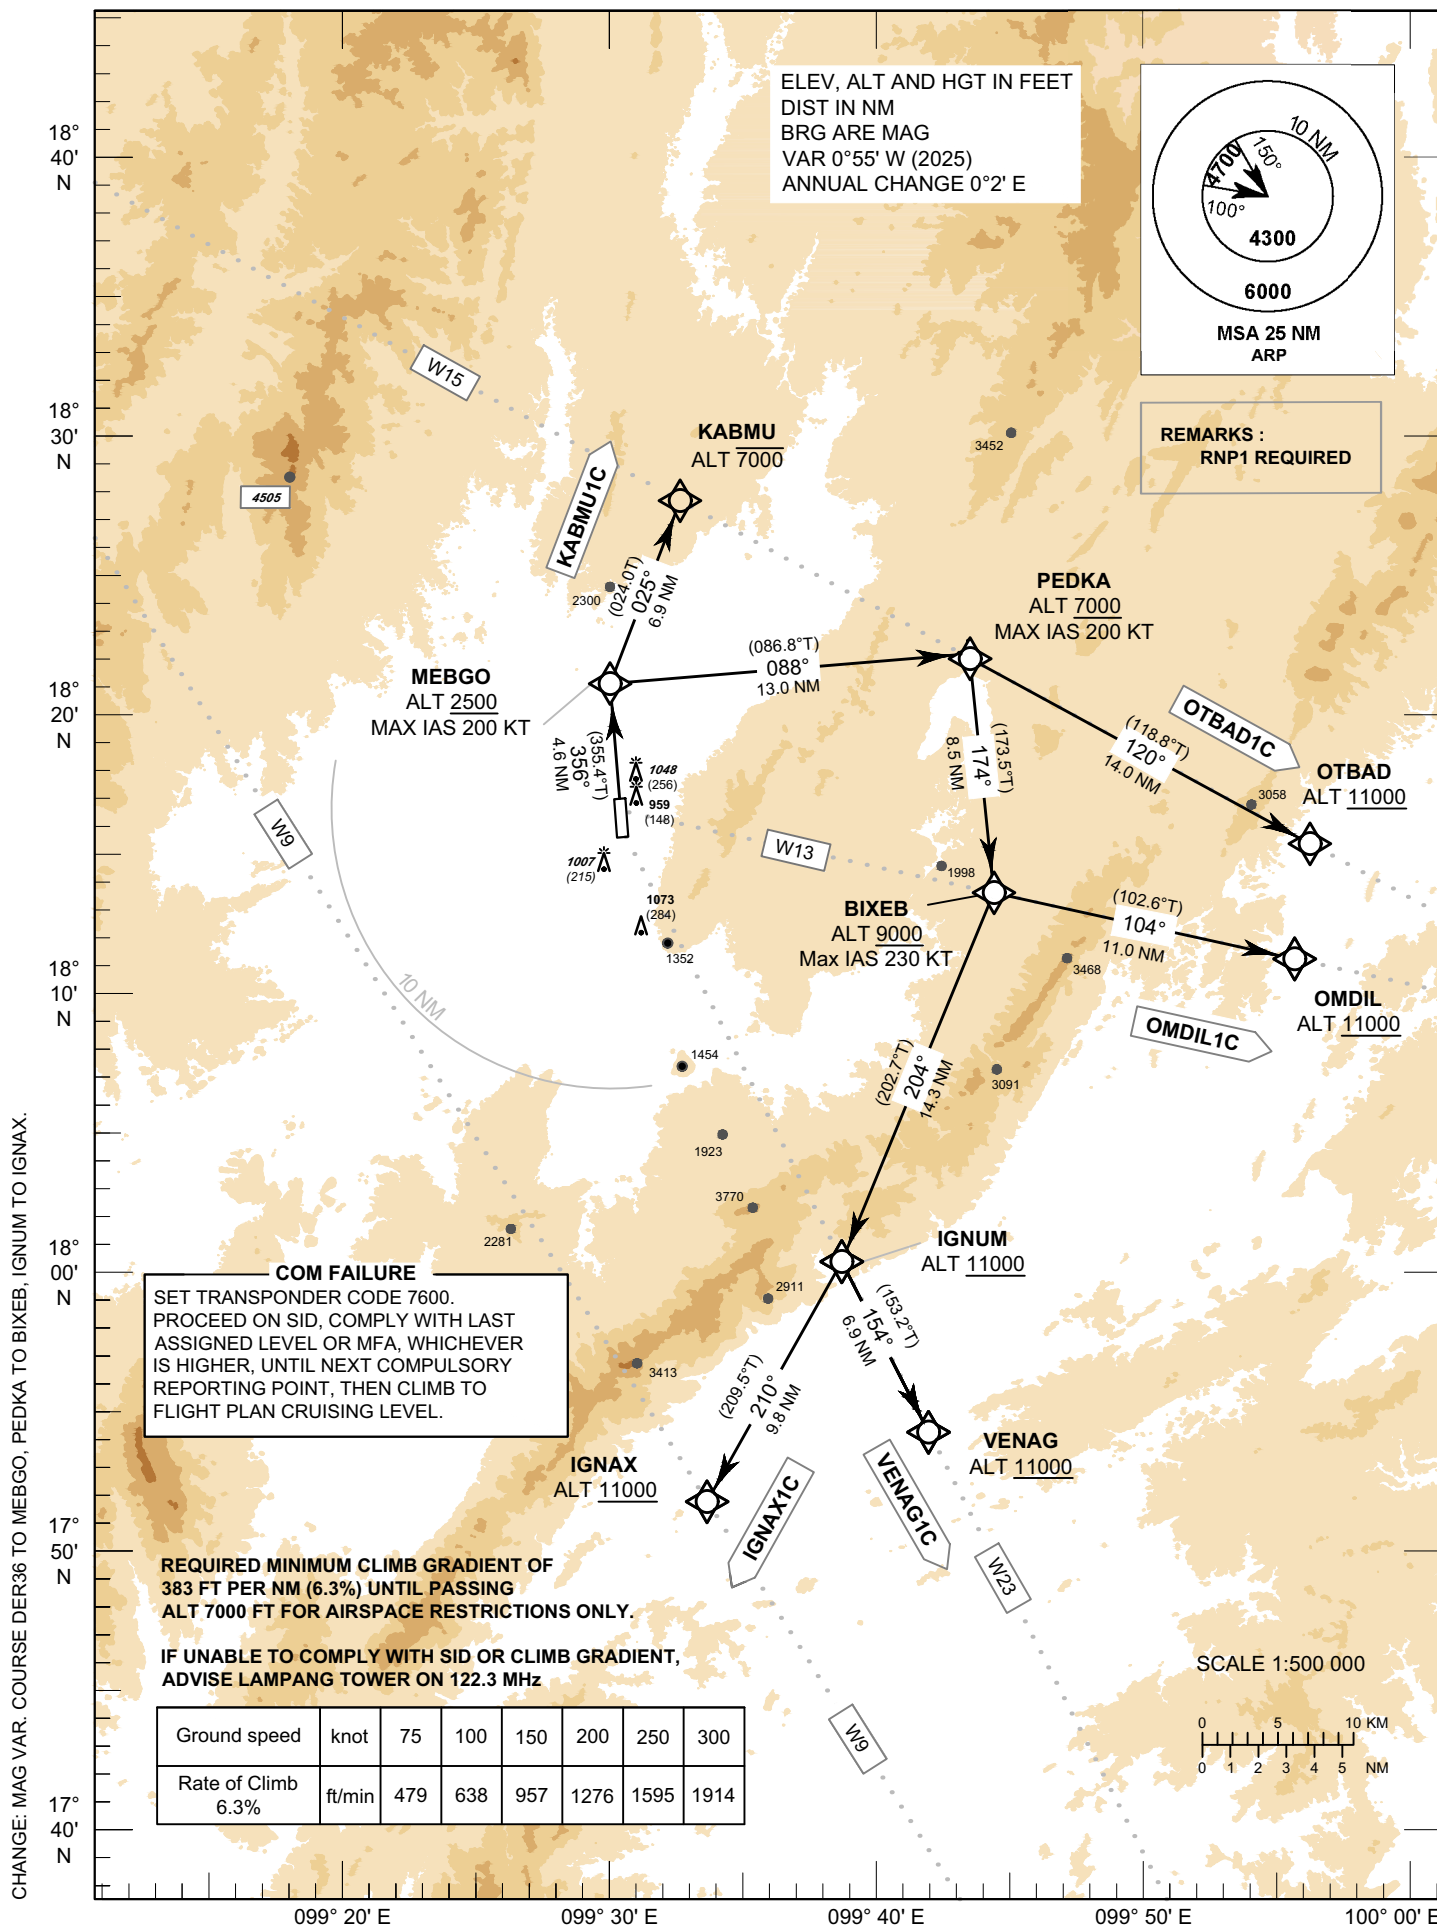 ELEV, ALT AND HGT IN FEET
DIST IN NM
BRG ARE MAG
VAR 0°55' W (2025)
ANNUAL CHANGE 0°2' E
10 NM
4700
150°
100°
4300
6000
MSA 25 NM
ARP
REMARKS :
RNP1 REQUIRED
18°
40'
N
18°
30'
N
18°
20'
N
18°
10'
N
18°
00'
N
17°
50'
N
17°
40'
N
W15
KABMU
ALT 7000
3452
4505
KABMU1C
2300
(024.0T)
025°
6.9 NM
PEDKA
ALT 7000
MAX IAS 200 KT
MEBGO
ALT 2500
MAX IAS 200 KT
(086.8°T)
088°
13.0 NM
(355.4°T)
356°
4.6 NM
1048
(256)
959
(148)
1007
(215)
1073
(284)
1352
(173.5°T)
174°
8.5 NM
(118.8°T)
120°
14.0 NM
OTBAD1C
OTBAD
ALT 11000
3058
W9
W13
1998
BIXEB
ALT 9000
Max IAS 230 KT
(102.6°T)
104°
11.0 NM
3468
OMDIL
ALT 11000
OMDIL1C
10 NM
1454
(202.7°T)
204°
14.3 NM
3091
1923
3770
2281
IGNUM
ALT 11000
2911
COM FAILURE
SET TRANSPONDER CODE 7600.
PROCEED ON SID, COMPLY WITH LAST
ASSIGNED LEVEL OR MFA, WHICHEVER
IS HIGHER, UNTIL NEXT COMPULSORY
REPORTING POINT, THEN CLIMB TO
FLIGHT PLAN CRUISING LEVEL.
3413
(153.2°T)
154°
6.9 NM
(209.5°T)
210°
9.8 NM
IGNAX
ALT 11000
VENAG
ALT 11000
IGNAX1C
VENAG1C
W23
W9
REQUIRED MINIMUM CLIMB GRADIENT OF
383 FT PER NM (6.3%) UNTIL PASSING
ALT 7000 FT FOR AIRSPACE RESTRICTIONS ONLY.
IF UNABLE TO COMPLY WITH SID OR CLIMB GRADIENT,
ADVISE LAMPANG TOWER ON 122.3 MHz
Ground speed knot 75 100 150 200 250 300
Rate of Climb
6.3% ft/min 479 638 957 1276 1595 1914
SCALE 1:500 000
0 5 10 KM
0 1 2 3 4 5 NM
099° 20' E 099° 30' E 099° 40' E 099° 50' E 100° 00' E
CHANGE: MAG VAR. COURSE DER36 TO MEBGO, PEDKA TO BIXEB, IGNUM TO IGNAX.